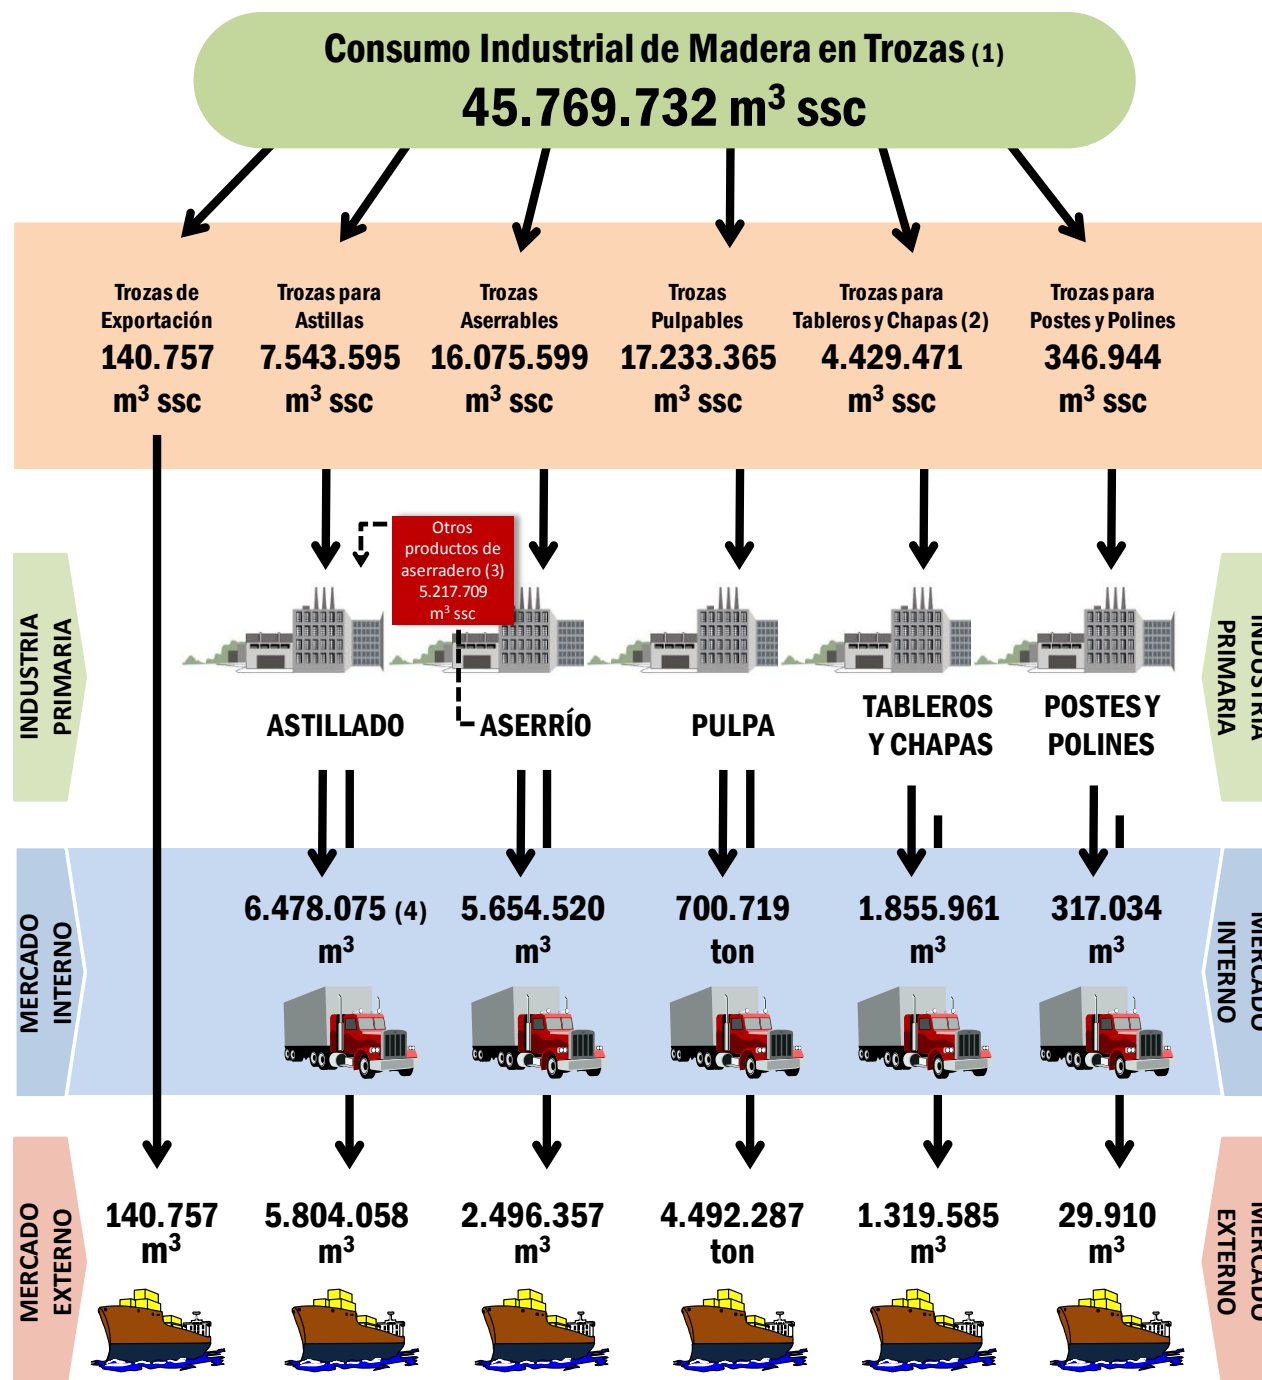 Consumo Industrial de Madera en Trozas (1)
45.769.732 m³ ssc
Trozas de
Exportación
140.757
m³ ssc
Trozas para
Astillas
7.543.595
m³ ssc
Trozas
Aserrables
16.075.599
m³ ssc
Trozas
Pulpables
17.233.365
m³ ssc
Trozas para
Tableros y Chapas (2)
4.429.471
m³ ssc
Trozas para
Postes y Polines
346.944
m³ ssc
Otros
productos de
aserradero (3)
5.217.709
m³ ssc
INDUSTRIA
PRIMARIA
ASTILLADO
ASERRÍO
PULPA
TABLEROS
Y CHAPAS
POSTES Y
POLINES
INDUSTRIA
PRIMARIA
MERCADO
INTERNO
6.478.075 (4)
m³
5.654.520
m³
700.719
ton
1.855.961
m³
317.034
m³
MERCADO
INTERNO
MERCADO
EXTERNO
140.757
m³
5.804.058
m³
2.496.357
m³
4.492.287
ton
1.319.585
m³
29.910
m³
MERCADO
EXTERNO